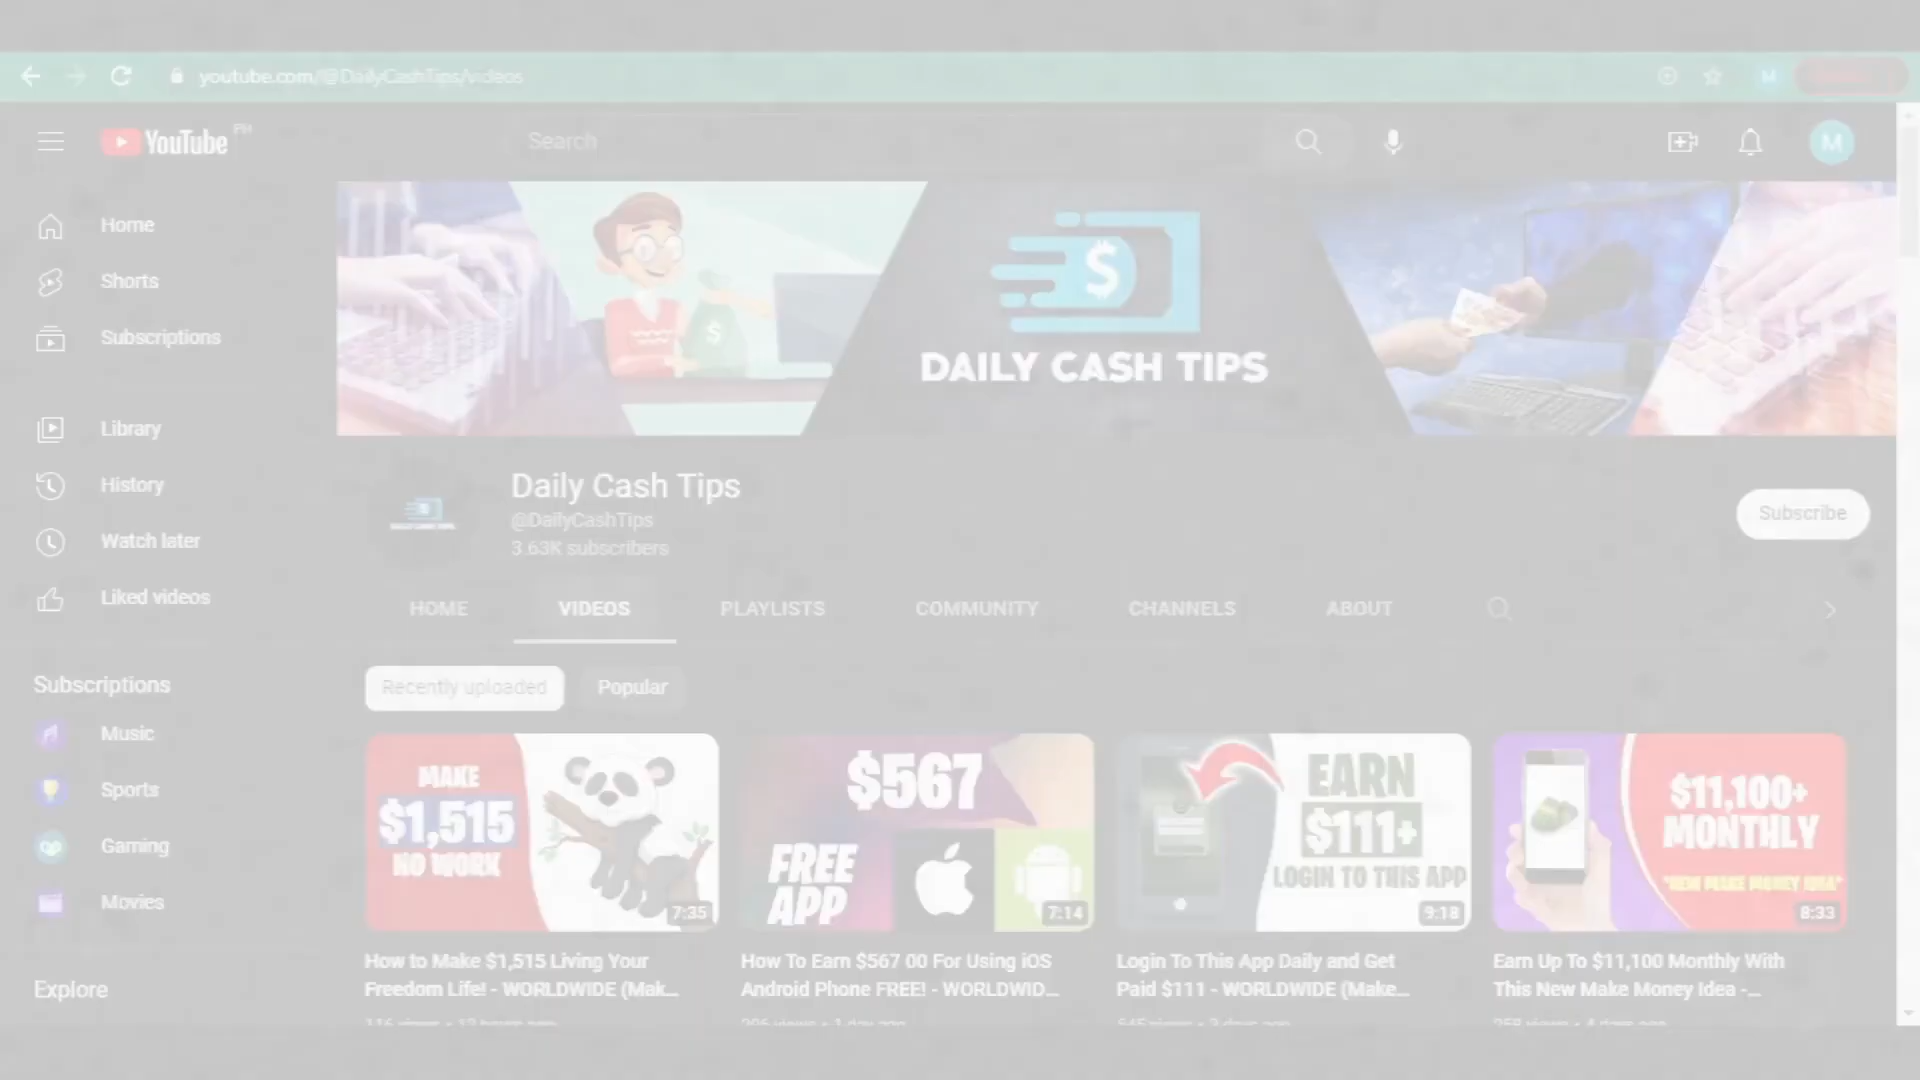 youtube.com/@DailyCashTips/videos
M
YouTube PH
Search
M
Home
Shorts
Subscriptions
Library
History
Watch later
Liked videos
Subscriptions
Music
Sports
Gaming
Movies
Explore
$
$
DAILY CASH TIPS
Daily Cash Tips
@DailyCashTips
3.63K subscribers
Subscribe
HOME
VIDEOS
PLAYLISTS
COMMUNITY
CHANNELS
ABOUT
Recently uploaded
Popular
MAKE
$1,515
NO WORK
7:35
How to Make $1,515 Living Your
Freedom Life! - WORLDWIDE (Mak...
$567
FREE
APP
7:14
How To Earn $567 00 For Using iOS
Android Phone FREE! - WORLDWID...
EARN
$111+
LOGIN TO THIS APP
9:18
Login To This App Daily and Get
Paid $111 - WORLDWIDE (Make...
$11,100+
MONTHLY
"NEW MAKE MONEY IDEA"
8:33
Earn Up To $11,100 Monthly With
This New Make Money Idea -...